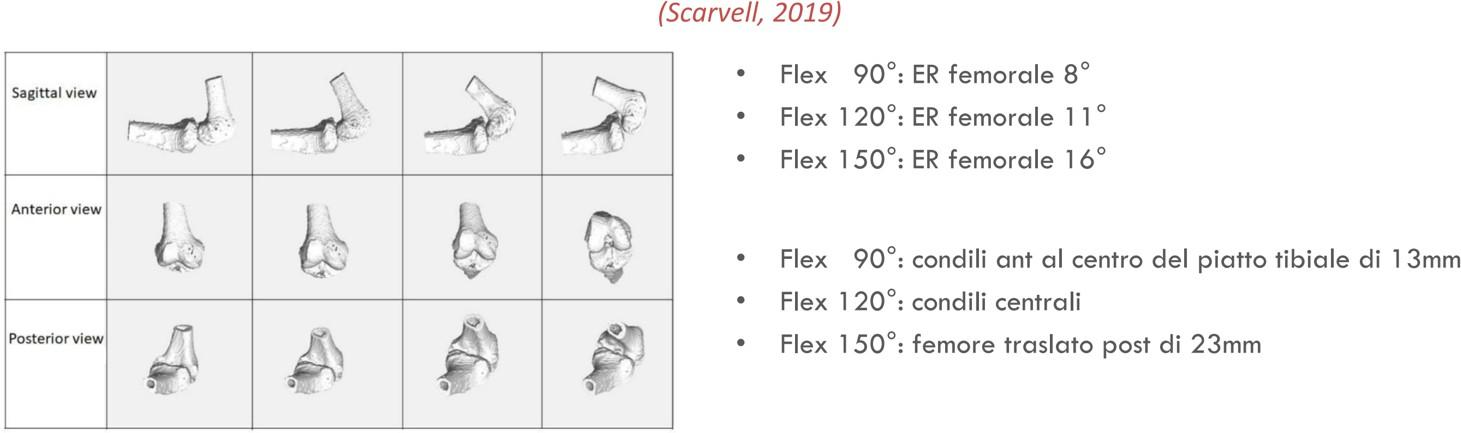 (Scarvell, 2019)
Sagittal view
Anterior view
Posterior view
• Flex 90°: ER femorale 8°
• Flex 120°: ER femorale 11°
• Flex 150°: ER femorale 16°
• Flex 90°: condili ant al centro del piatto tibiale di 13mm
• Flex 120°: condili centrali
• Flex 150°: femore traslato post di 23mm